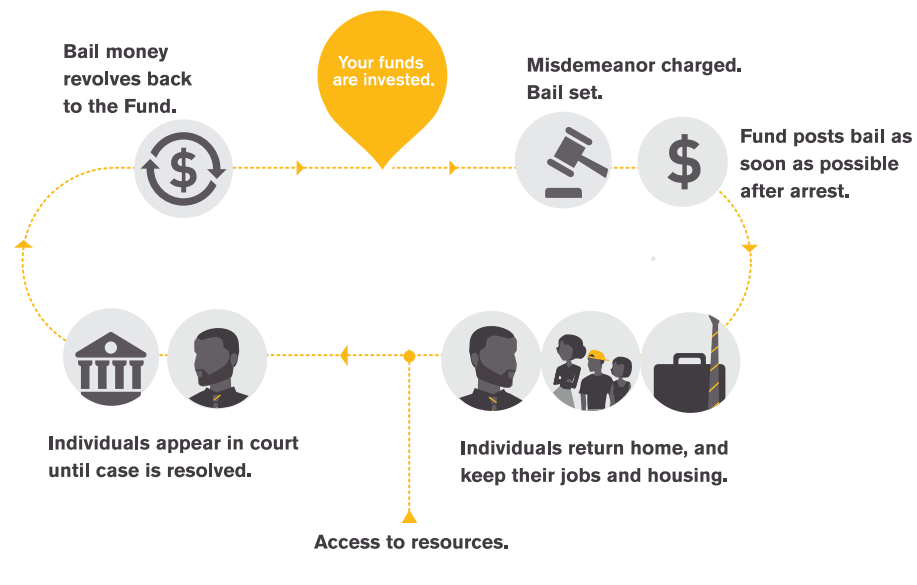 Bail money
revolves back
to the Fund.
Your funds
are invested.
Misdemeanor charged.
Bail set.
Fund posts bail as
soon as possible
after arrest.
Individuals appear in court
until case is resolved.
Individuals return home, and
keep their jobs and housing.
Access to resources.